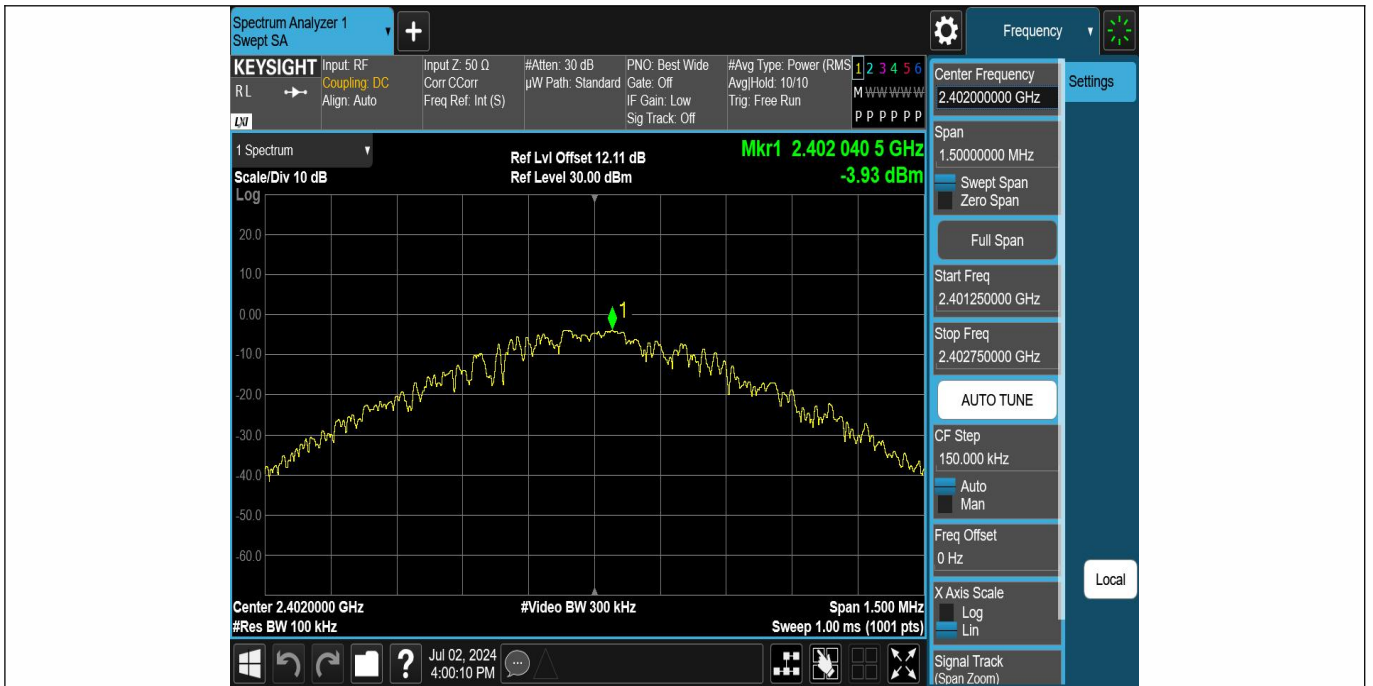 Spectrum Analyzer 1
Swept SA
+
Frequency
KEYSIGHT
RL
LXI
Input: RF
Coupling: DC
Align: Auto
Input Z: 50 Ω
Corr CCorr
Freq Ref: Int (S)
#Atten: 30 dB
µW Path: Standard
PNO: Best Wide
Gate: Off
IF Gain: Low
Sig Track: Off
#Avg Type: Power (RMS
Avg|Hold: 10/10
Trig: Free Run
1 2 3 4 5 6
M W W W W W
P P P P P P
1 Spectrum
Scale/Div 10 dB
Log
Ref Lvl Offset 12.11 dB
Ref Level 30.00 dBm
Mkr1 2.402 040 5 GHz
-3.93 dBm
20.0
10.0
0.00
-10.0
-20.0
-30.0
-40.0
-50.0
-60.0
1
Center 2.4020000 GHz
#Res BW 100 kHz
#Video BW 300 kHz
Span 1.500 MHz
Sweep 1.00 ms (1001 pts)
Center Frequency
2.402000000 GHz
Span
1.50000000 MHz
Swept Span
Zero Span
Full Span
Start Freq
2.401250000 GHz
Stop Freq
2.402750000 GHz
AUTO TUNE
CF Step
150.000 kHz
Auto
Man
Freq Offset
0 Hz
X Axis Scale
Log
Lin
Signal Track
(Span Zoom)
Settings
Local
?
Jul 02, 2024
4:00:10 PM